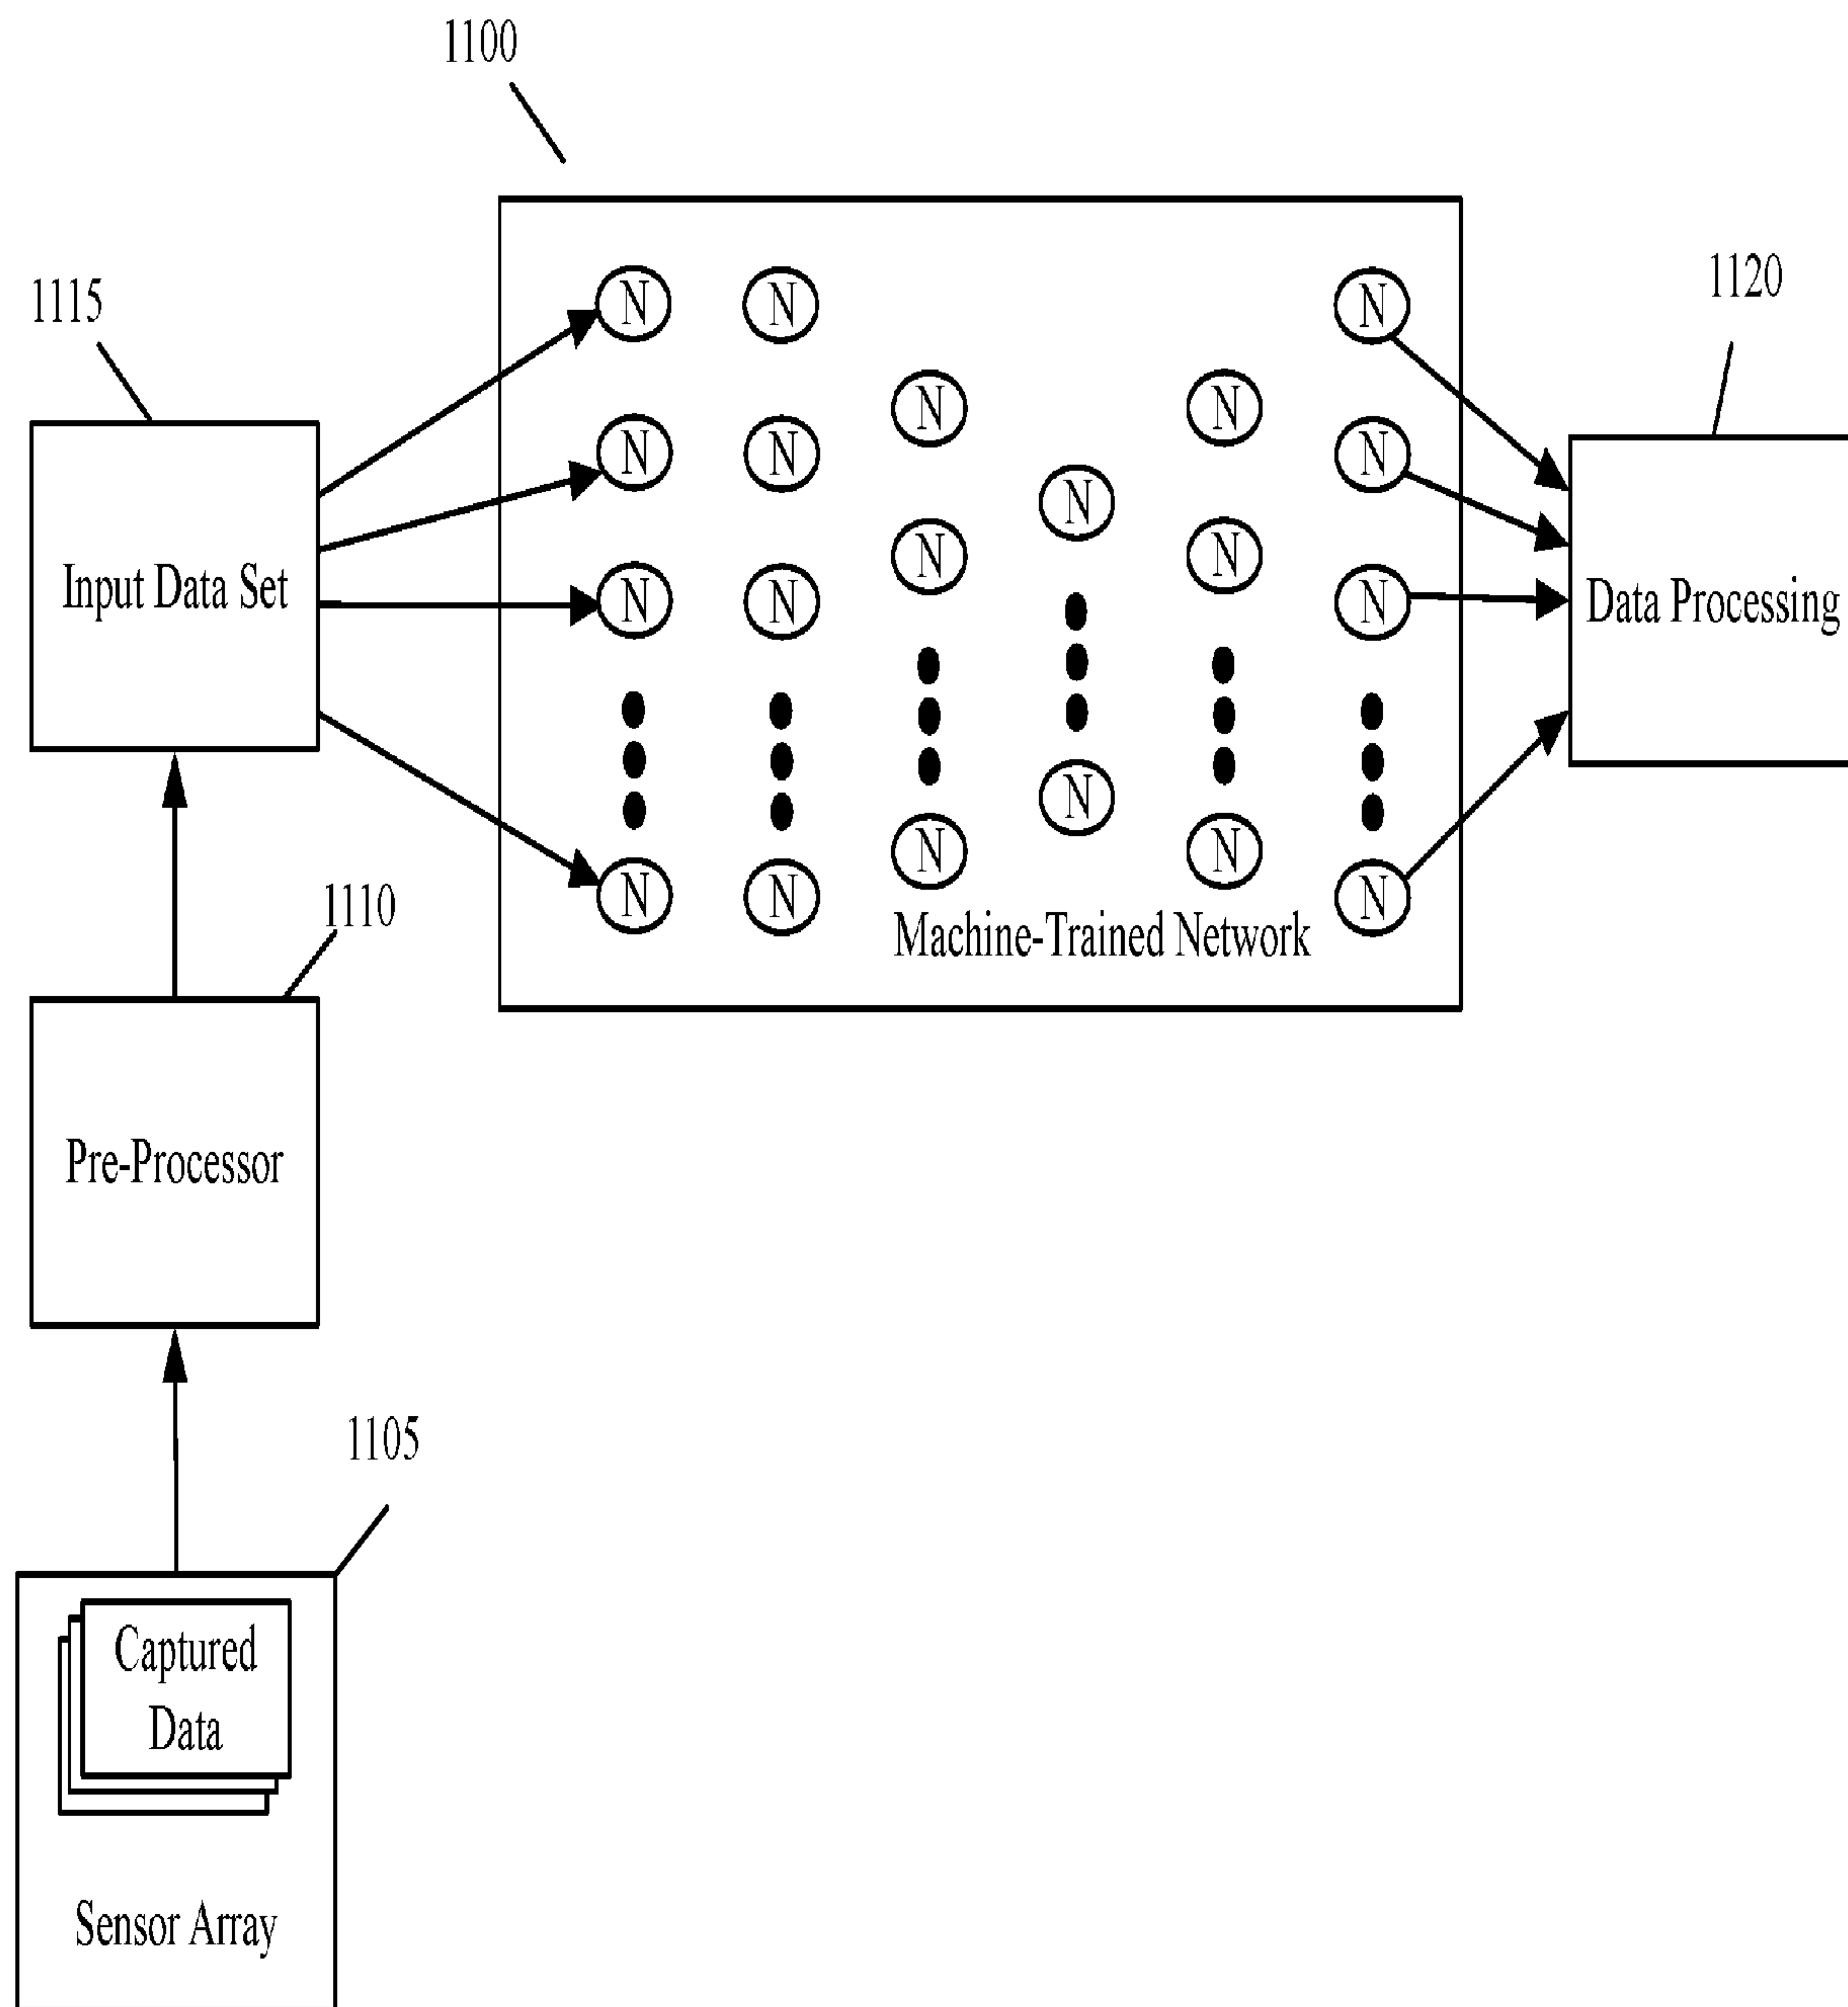 1100
1115
1120
N N N
N N
N N N
N
Input Data Set
N N
N N N
Data Processing
N
N N
N N N
1110
Machine-Trained Network
Pre-Processor
1105
Captured
Data
Sensor Array